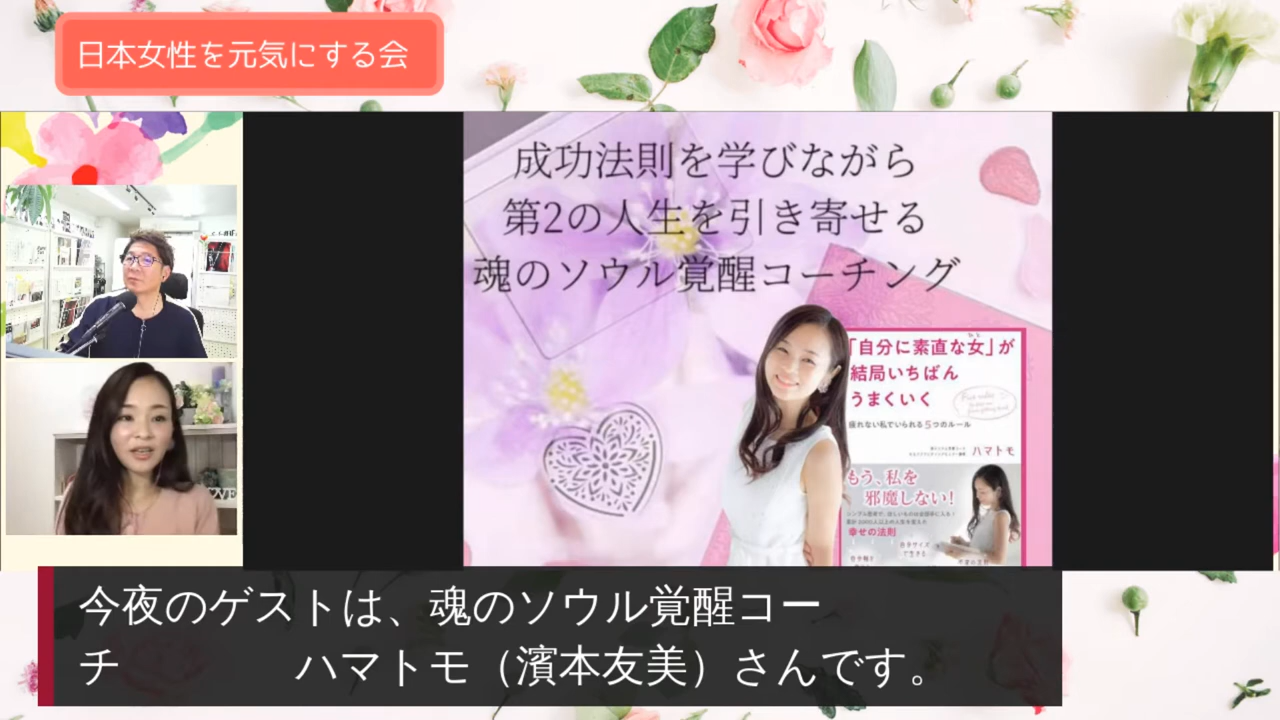 日本女性を元気にする会
成功法則を学びながら
第2の人生を引き寄せる
魂のソウル覚醒コーチング
「自分に素直な女」が
結局いちばん
うまくいく
疲れない私でいられる5つのルール
ハマトモ
もう、私を
邪魔しない!
幸せの法則
今夜のゲストは、魂のソウル覚醒コー
チ　　　　ハマトモ（濱本友美）さんです。